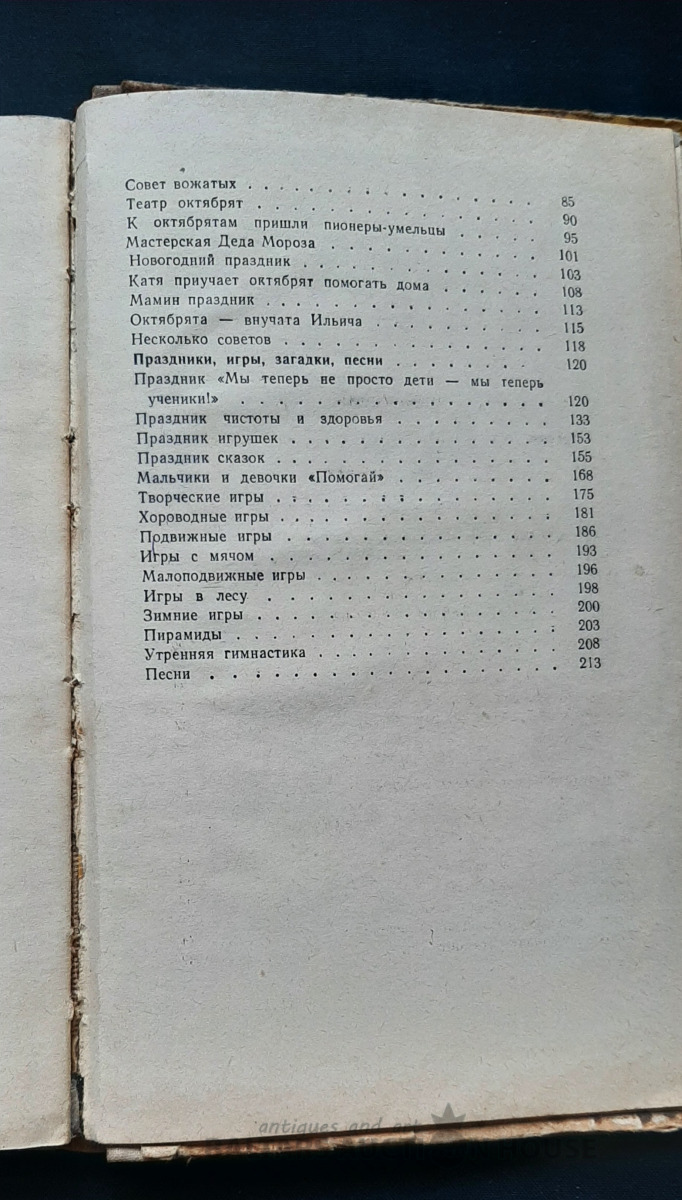 Совет вожатых . . . . . . . . . . . . . 85
Театр октябрят . . . . . . . . . . . . . 90
К октябрятам пришли пионеры-умельцы . . . . 95
Мастерская Деда Мороза . . . . . . . . . . 101
Новогодний праздник . . . . . . . . . . . 103
Катя приучает октябрят помогать дома . . . . . 108
Мамин праздник . . . . . . . . . . . . . 113
Октябрята — внучата Ильича . . . . . . . . . 115
Несколько советов . . . . . . . . . . . . 118
Праздники, игры, загадки, песни . . . . . . . . 120
Праздник «Мы теперь не просто дети — мы теперь
ученики!» . . . . . . . . . . . . . . 120
Праздник чистоты и здоровья . . . . . . . . 133
Праздник игрушек . . . . . . . . . . . . 153
Праздник сказок . . . . . . . . . . . . . 155
Мальчики и девочки «Помогай» . . . . . . . . 168
Творческие игры . . . . . . . . . . . . . 175
Хороводные игры . . . . . . . . . . . . . 181
Подвижные игры . . . . . . . . . . . . . 186
Игры с мячом . . . . . . . . . . . . . . 193
Малоподвижные игры . . . . . . . . . . . . 196
Игры в лесу . . . . . . . . . . . . . . 198
Зимние игры . . . . . . . . . . . . . . 200
Пирамиды . . . . . . . . . . . . . . . 203
Утренняя гимнастика . . . . . . . . . . . . 208
Песни . . . . . . . . . . . . . . . . 213
antiques and art
HOUSE